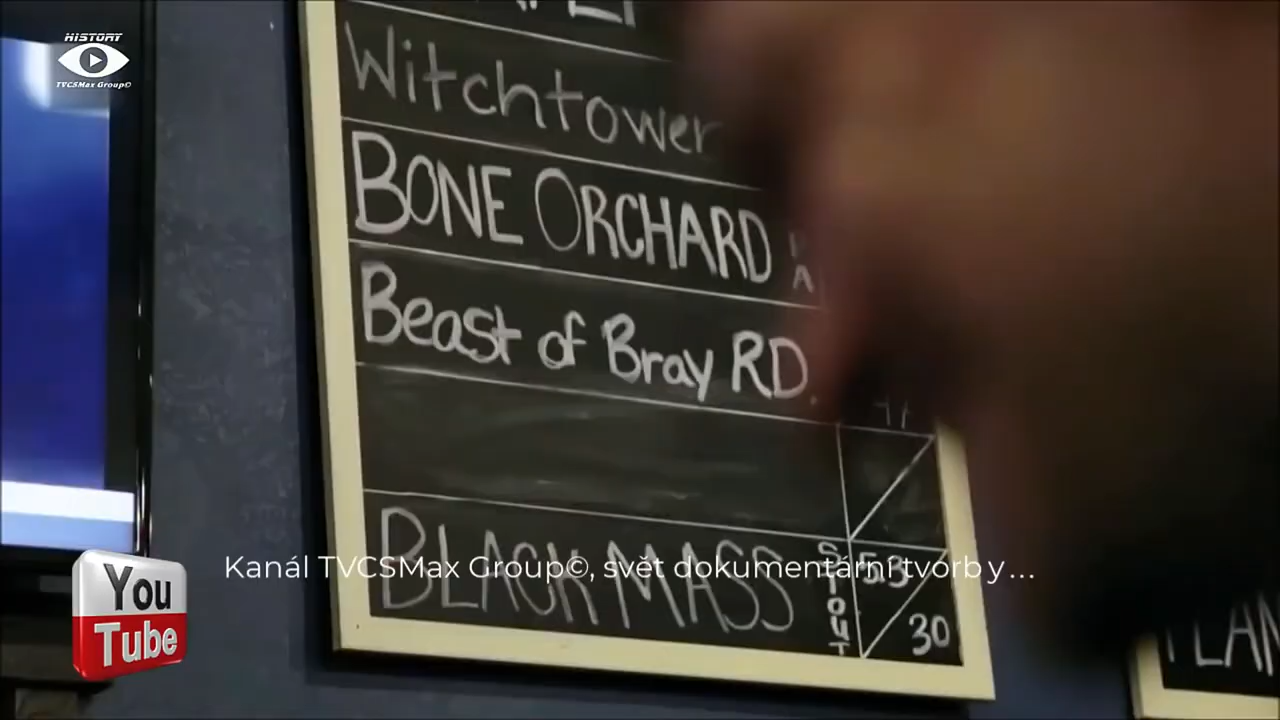 HISTORY
TVCSMax Group©
Witchtower
BONE ORCHARD
Beast of Bray RD.
BLACK MASS STOUT 5.5 30
Kanál TVCSMax Group©, svět dokumentární tvorby...
You
Tube